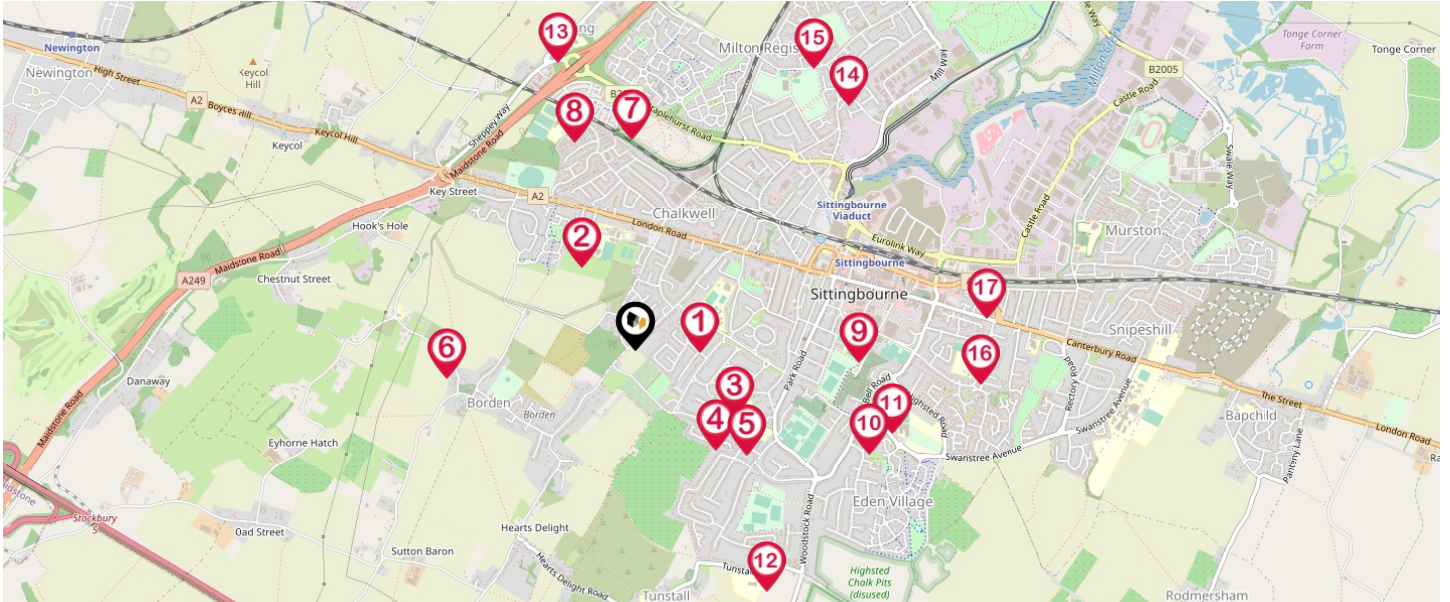 13
15
Tonge Corner
Farm
Newington
Milton Regis
Tonge Corner
Newington
High Street
Keycol
Hill
14
Mill Way
Milton Creek
B2005
Castle Road
A2
Boyces Hill
Sheppey Way
8
7
Staplehurst Road
Keycol Hill
Keycol
Maidstone Road
Swale Way
Key Street
A2
Sittingbourne
Viaduct
Chalkwell
London Road
Hook's Hole
2
Castle Road
Murston
Eurolink Way
Maidstone Road
Sittingbourne
A249
Chestnut Street
17
Sittingbourne
1
9
Snipeshill
6
16
Canterbury Road
Danaway
Park Road
Rectory Road
3
The Street
Borden
Borden
Bell Road
Highsted Road
11
Swanstree Avenue
Bapchild
Maidstone Road
4
5
10
London Road
Eyhorne Hatch
Swanstree Avenue
Panteny Lane
Eden Village
Stockbury
Oad Street
Hearts Delight
Woodstock Road
Sutton Baron
12
Hearts Delight Road
Tunstall
Highsted
Chalk Pits
(disused)
Tunstall
Rodmersham